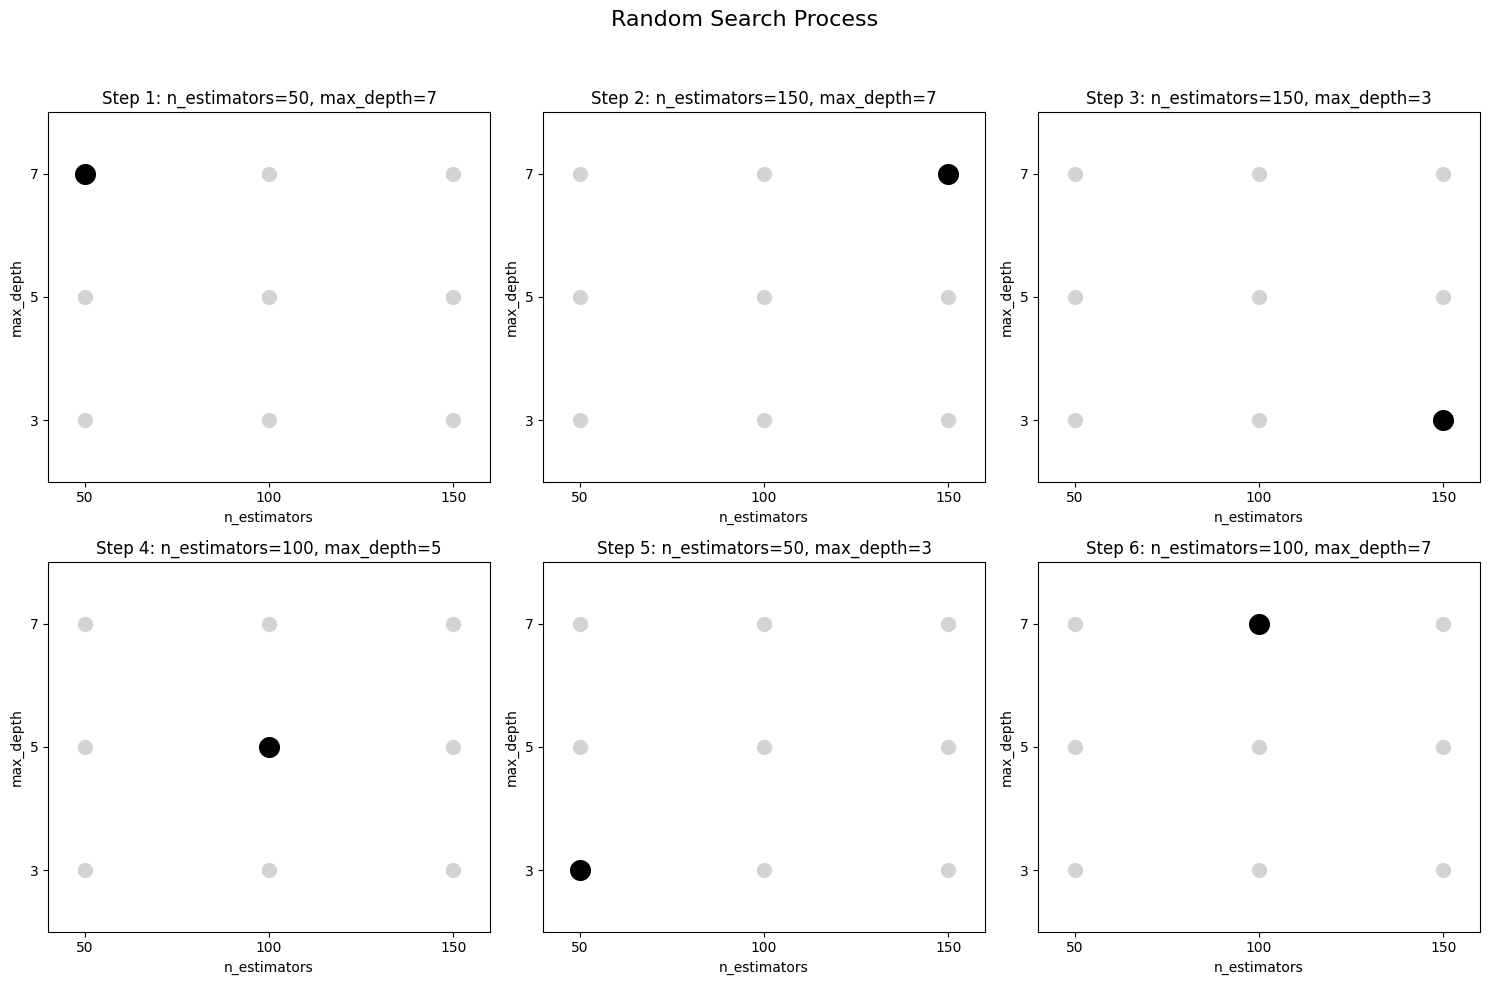 Random Search Process
Step 1: n_estimators=50, max_depth=7
7
5
3
max_depth
50 100 150
n_estimators
Step 2: n_estimators=150, max_depth=7
7
5
3
max_depth
50 100 150
n_estimators
Step 3: n_estimators=150, max_depth=3
7
5
3
max_depth
50 100 150
n_estimators
Step 4: n_estimators=100, max_depth=5
7
5
3
max_depth
50 100 150
n_estimators
Step 5: n_estimators=50, max_depth=3
7
5
3
max_depth
50 100 150
n_estimators
Step 6: n_estimators=100, max_depth=7
7
5
3
max_depth
50 100 150
n_estimators